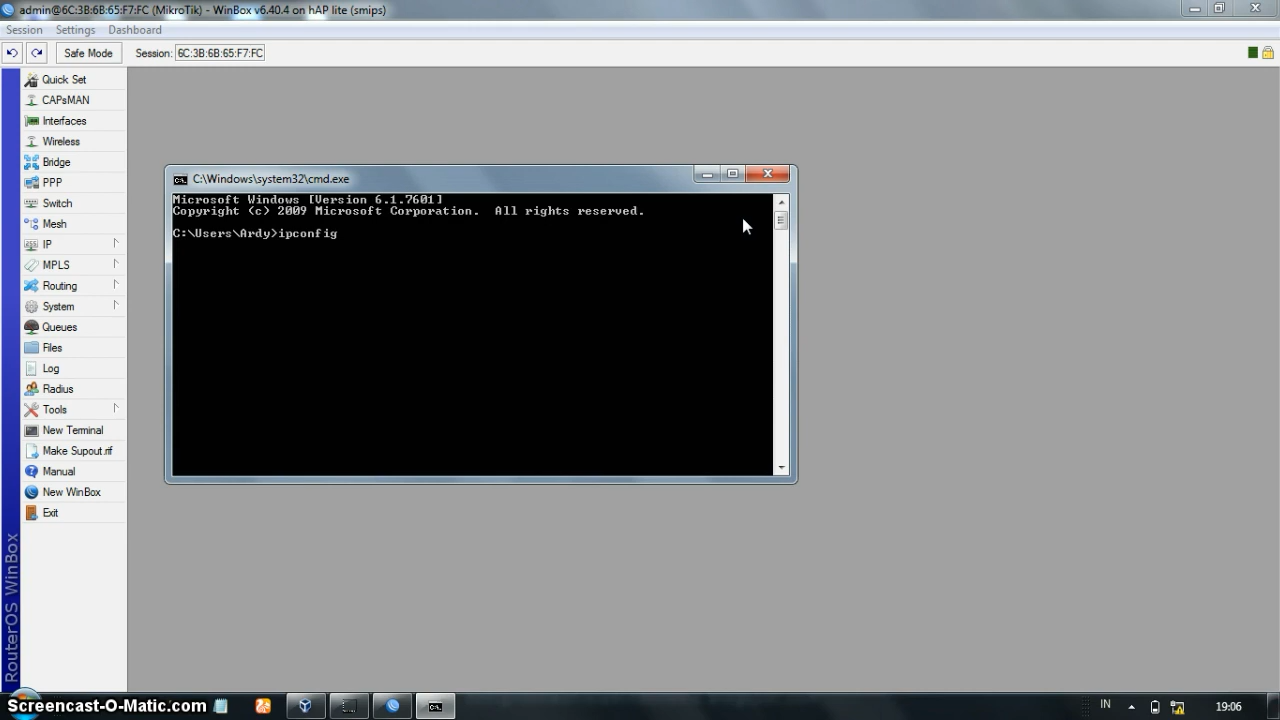 admin@6C:3B:6B:65:F7:FC (MikroTik) - WinBox v6.40.4 on hAP lite (smips)
Session Settings Dashboard
Safe Mode Session: 6C:3B:6B:65:F7:FC
Quick Set
CAPsMAN
Interfaces
Wireless
Bridge
PPP
Switch
Mesh
IP
MPLS
Routing
System
Queues
Files
Log
Radius
Tools
New Terminal
Make Supout.rif
Manual
New WinBox
Exit
RouterOS WinBox
C:\Windows\system32\cmd.exe
Microsoft Windows [Version 6.1.7601]
Copyright (c) 2009 Microsoft Corporation.  All rights reserved.
C:\Users\Ardy>ipconfig
Screencast-O-Matic.com
IN
19:06